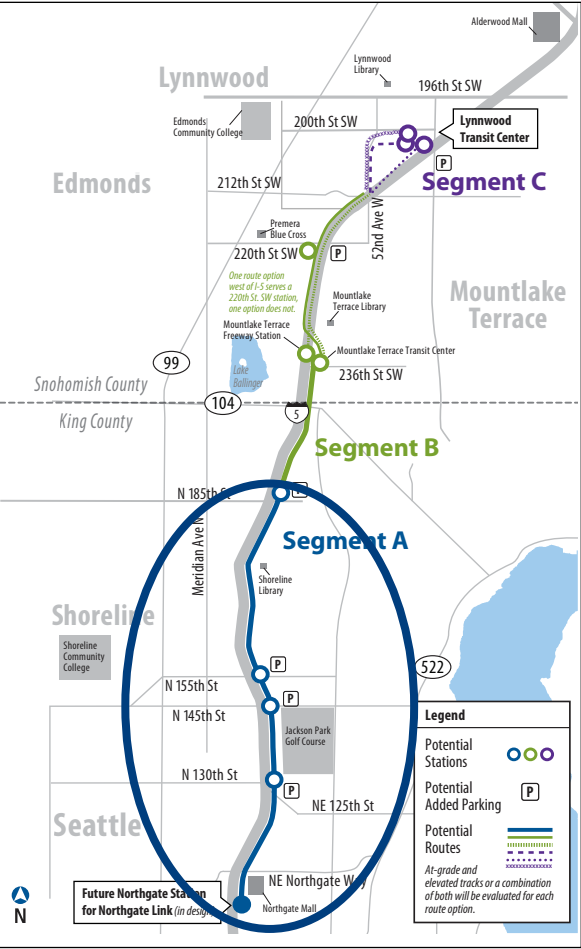 Alderwood Mall
Lynnwood
Lynnwood
Library
196th St SW
Edmonds
Community College
200th St SW
Lynnwood
Transit Center
P
Segment C
Edmonds
212th St SW
52nd Ave W
Premera
Blue Cross
220th St SW
P
One route option
west of I-5 serves a
220th St. SW station,
one option does not.
Mountlake
Terrace Library
Mountlake
Terrace
Mountlake Terrace
Freeway Station
Mountlake Terrace Transit Center
99
Lake
Ballinger
236th St SW
Snohomish County
104
5
King County
Segment B
N 185th St
P
Segment A
Meridian Ave N
Shoreline
Library
Shoreline
Shoreline
Community
College
P
522
N 155th St
P
N 145th St
Jackson Park
Golf Course
N 130th St
P
NE 125th St
Seattle
NE Northgate Way
Future Northgate Station
for Northgate Link (in design)
Northgate Mall
N
Legend
Potential
Stations
Potential
Added Parking
P
Potential
Routes
At-grade and
elevated tracks or a combination
of both will be evaluated for each
route option.